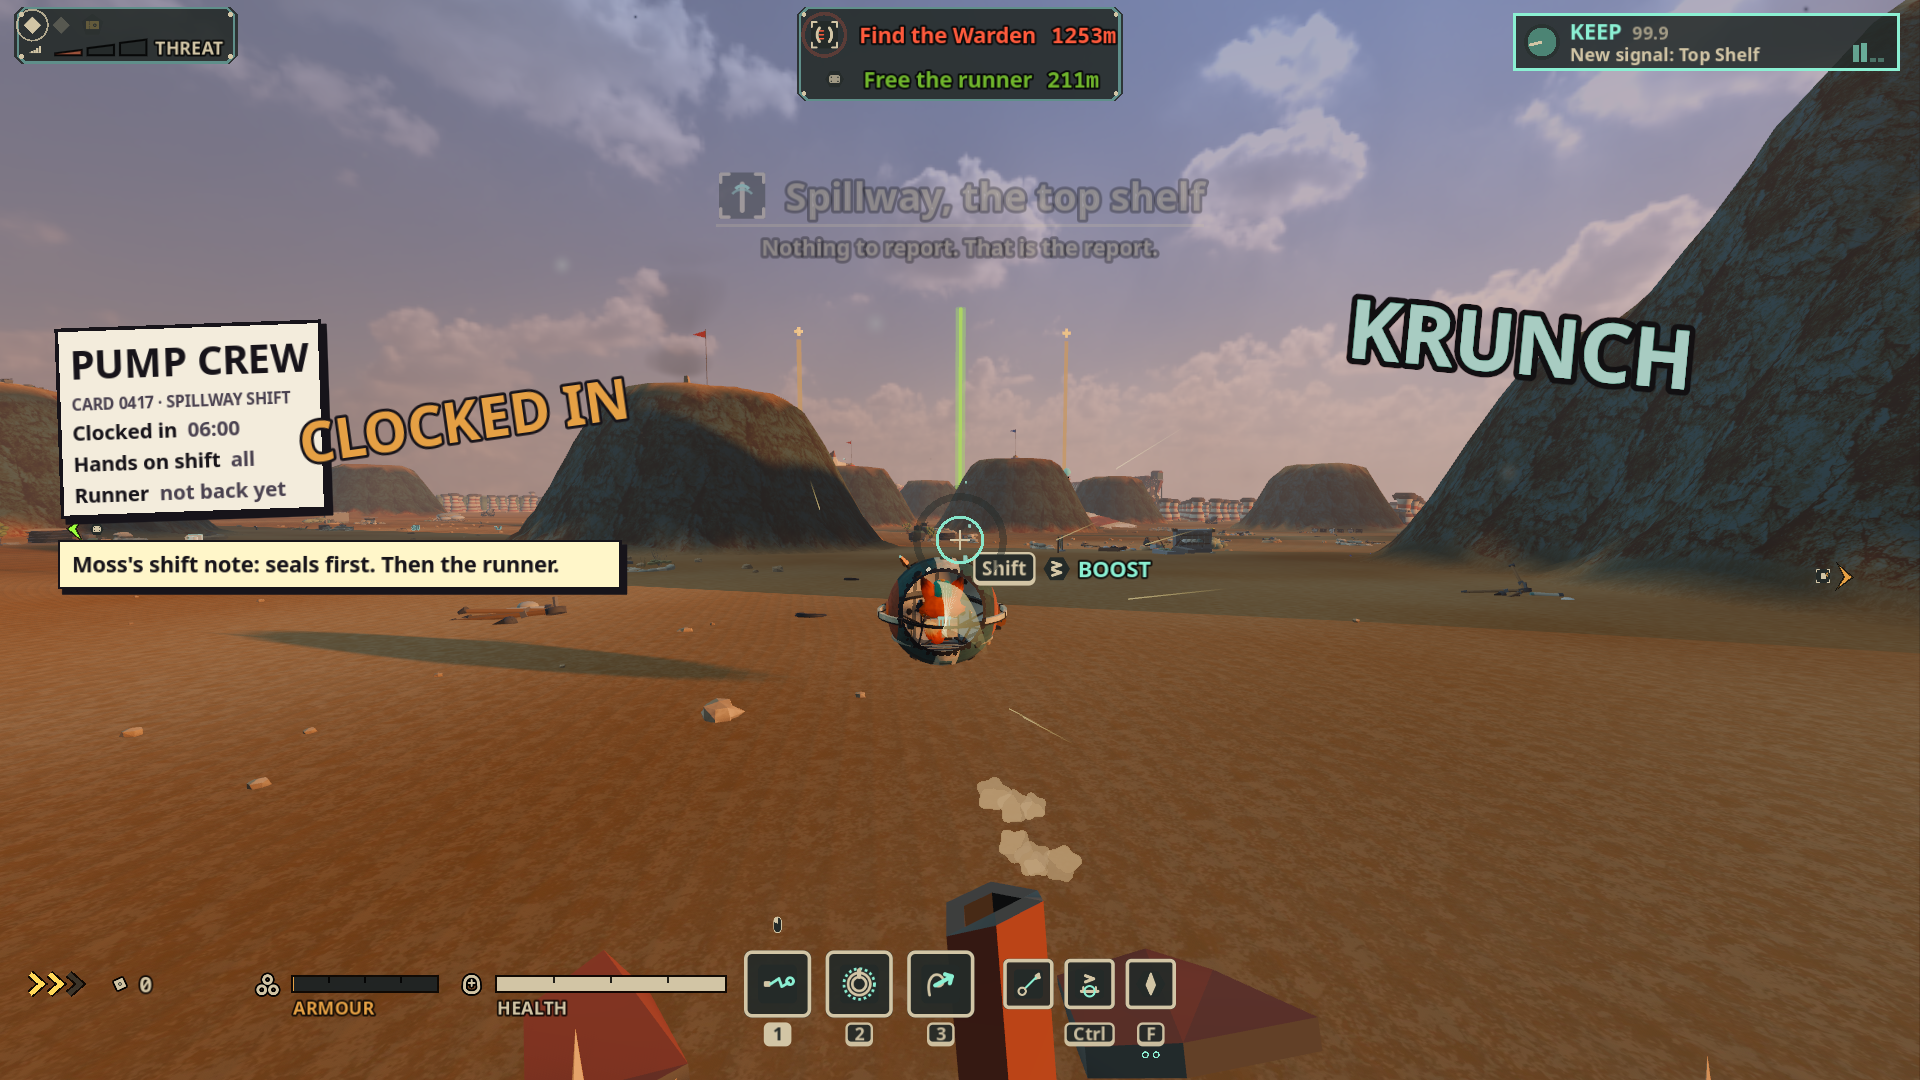 THREAT
Find the Warden 1253m
Free the runner 211m
KEEP 99.9
New signal: Top Shelf
Spillway, the top shelf
Nothing to report. That is the report.
PUMP CREW
CARD 0417 · SPILLWAY SHIFT
Clocked in 06:00
Hands on shift all
Runner not back yet
CLOCKED IN
KRUNCH
Moss's shift note: seals first. Then the runner.
Shift BOOST
0
ARMOUR
HEALTH
1
2
3
Ctrl
F